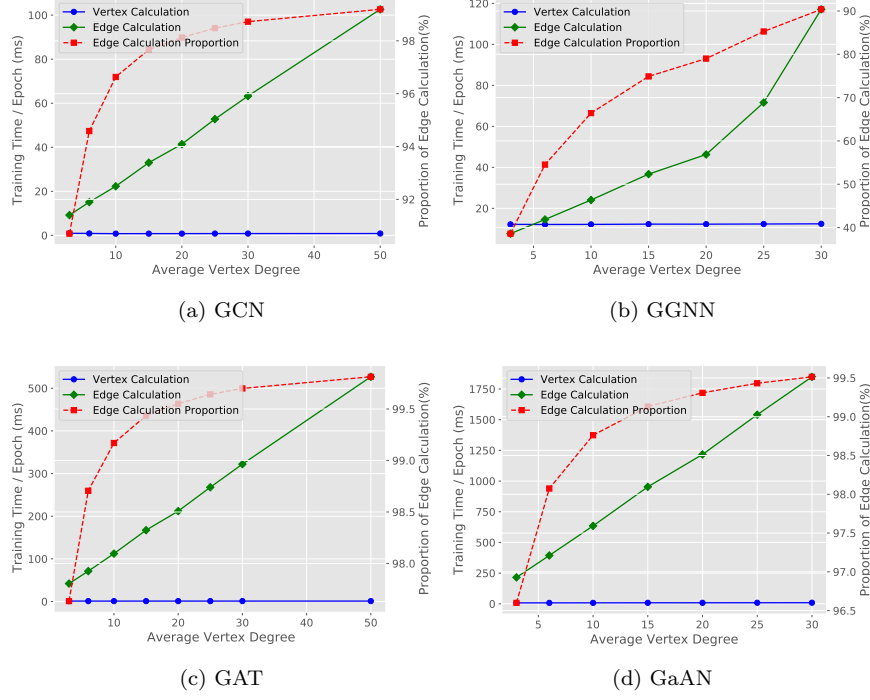 Vertex Calculation
Edge Calculation
Edge Calculation Proportion
100
80
60
40
20
0
98
96
94
92
10
20
30
40
50
Training Time / Epoch (ms)
Proportion of Edge Calculation(%)
Average Vertex Degree
(a) GCN
Vertex Calculation
Edge Calculation
Edge Calculation Proportion
120
100
80
60
40
20
90
80
70
60
50
40
5
10
15
20
25
30
Training Time / Epoch (ms)
Proportion of Edge Calculation(%)
Average Vertex Degree
(b) GGNN
Vertex Calculation
Edge Calculation
Edge Calculation Proportion
500
400
300
200
100
0
99.5
99.0
98.5
98.0
10
20
30
40
50
Training Time / Epoch (ms)
Proportion of Edge Calculation(%)
Average Vertex Degree
(c) GAT
Vertex Calculation
Edge Calculation
Edge Calculation Proportion
1750
1500
1250
1000
750
500
250
0
99.5
99.0
98.5
98.0
97.5
97.0
96.5
5
10
15
20
25
30
Training Time / Epoch (ms)
Proportion of Edge Calculation(%)
Average Vertex Degree
(d) GaAN